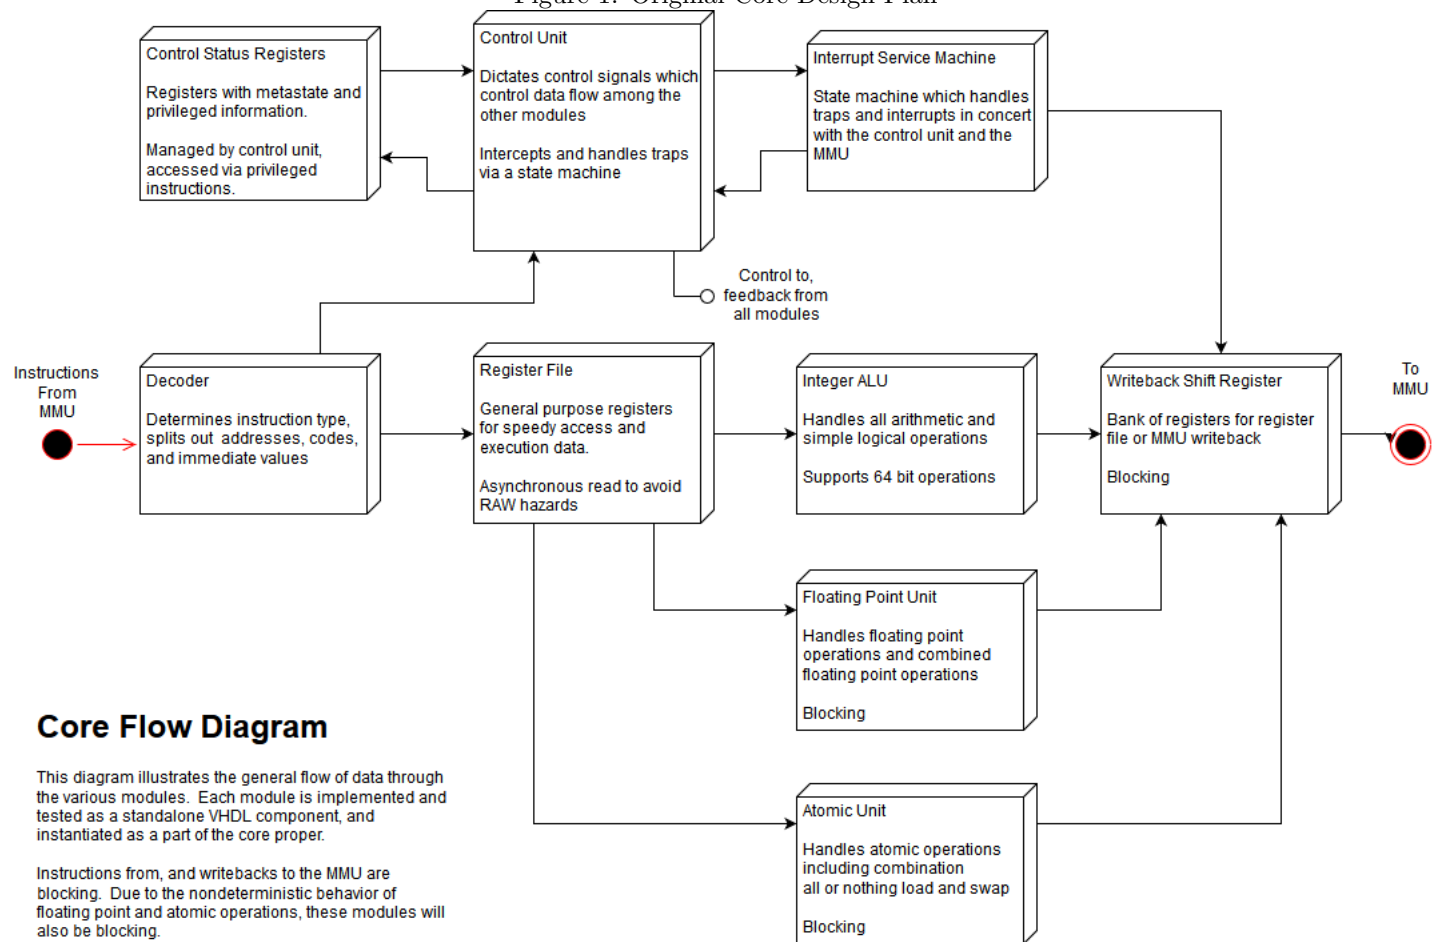 Figure 1: Original Core Design Plan
Control Status Registers
Registers with metastate and
privileged information.
Managed by control unit,
accessed via privileged
instructions.
Control Unit
Dictates control signals which
control data flow among the
other modules
Intercepts and handles traps
via a state machine
Interrupt Service Machine
State machine which handles
traps and interrupts in concert
with the control unit and the
MMU
Control to,
feedback from
all modules
Instructions
From
MMU
Decoder
Determines instruction type,
splits out addresses, codes,
and immediate values
Register File
General purpose registers
for speedy access and
execution data.
Asynchronous read to avoid
RAW hazards
Integer ALU
Handles all arithmetic and
simple logical operations
Supports 64 bit operations
Writeback Shift Register
Bank of registers for register
file or MMU writeback
Blocking
To
MMU
Floating Point Unit
Handles floating point
operations and combined
floating point operations
Blocking
Atomic Unit
Handles atomic operations
including combination
all or nothing load and swap
Blocking
Core Flow Diagram
This diagram illustrates the general flow of data through
the various modules. Each module is implemented and
tested as a standalone VHDL component, and
instantiated as a part of the core proper.
Instructions from, and writebacks to the MMU are
blocking. Due to the nondeterministic behavior of
floating point and atomic operations, these modules will
also be blocking.